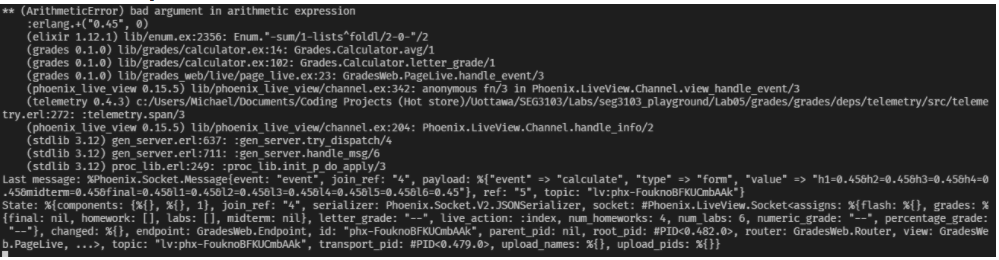 ** (ArithmeticError) bad argument in arithmetic expression
:erlang.+("0.45", 0)
(elixir 1.12.1) lib/enum.ex:2356: Enum."-sum/1-lists^foldl/2-0-"/2
(grades 0.1.0) lib/grades/calculator.ex:14: Grades.Calculator.avg/1
(grades 0.1.0) lib/grades/calculator.ex:102: Grades.Calculator.letter_grade/1
(grades 0.1.0) lib/grades_web/live/page_live.ex:23: GradesWeb.PageLive.handle_event/3
(phoenix_live_view 0.15.5) lib/phoenix_live_view/channel.ex:342: anonymous fn/3 in Phoenix.LiveView.Channel.view_handle_event/3
(telemetry 0.4.3) c:/Users/Michael/Documents/Coding Projects (Hot store)/Uottawa/SEG3103/Labs/seg3103_playground/Lab05/grades/grades/deps/telemetry/src/teleme
try.erl:272: :telemetry.span/3
(phoenix_live_view 0.15.5) lib/phoenix_live_view/channel.ex:204: Phoenix.LiveView.Channel.handle_info/2
(stdlib 3.12) gen_server.erl:637: :gen_server.try_dispatch/4
(stdlib 3.12) gen_server.erl:711: :gen_server.handle_msg/6
(stdlib 3.12) proc_lib.erl:249: :proc_lib.init_p_do_apply/3
Last message: %Phoenix.Socket.Message{event: "event", join_ref: "4", payload: %{"event" => "calculate", "type" => "form", "value" => "h1=0.45&h2=0.45&h3=0.45&h4=0
.45&midterm=0.45&final=0.45&l1=0.45&l2=0.45&l3=0.45&l4=0.45&l5=0.45&l6=0.45"}, ref: "5", topic: "lv:phx-FouknoBFKUCmbAAk"}
State: %{components: {%{}, %{}, 1}, join_ref: "4", serializer: Phoenix.Socket.V2.JSONSerializer, socket: #Phoenix.LiveView.Socket<assigns: %{flash: %{}, grades: %
{final: nil, homework: [], labs: [], midterm: nil}, letter_grade: "--", live_action: :index, num_homeworks: 4, num_labs: 6, numeric_grade: "--", percentage_grade:
"--"}, changed: %{}, endpoint: GradesWeb.Endpoint, id: "phx-FouknoBFKUCmbAAk", parent_pid: nil, root_pid: #PID<0.482.0>, router: GradesWeb.Router, view: GradesWe
b.PageLive, ...>, topic: "lv:phx-FouknoBFKUCmbAAk", transport_pid: #PID<0.479.0>, upload_names: %{}, upload_pids: %{}}